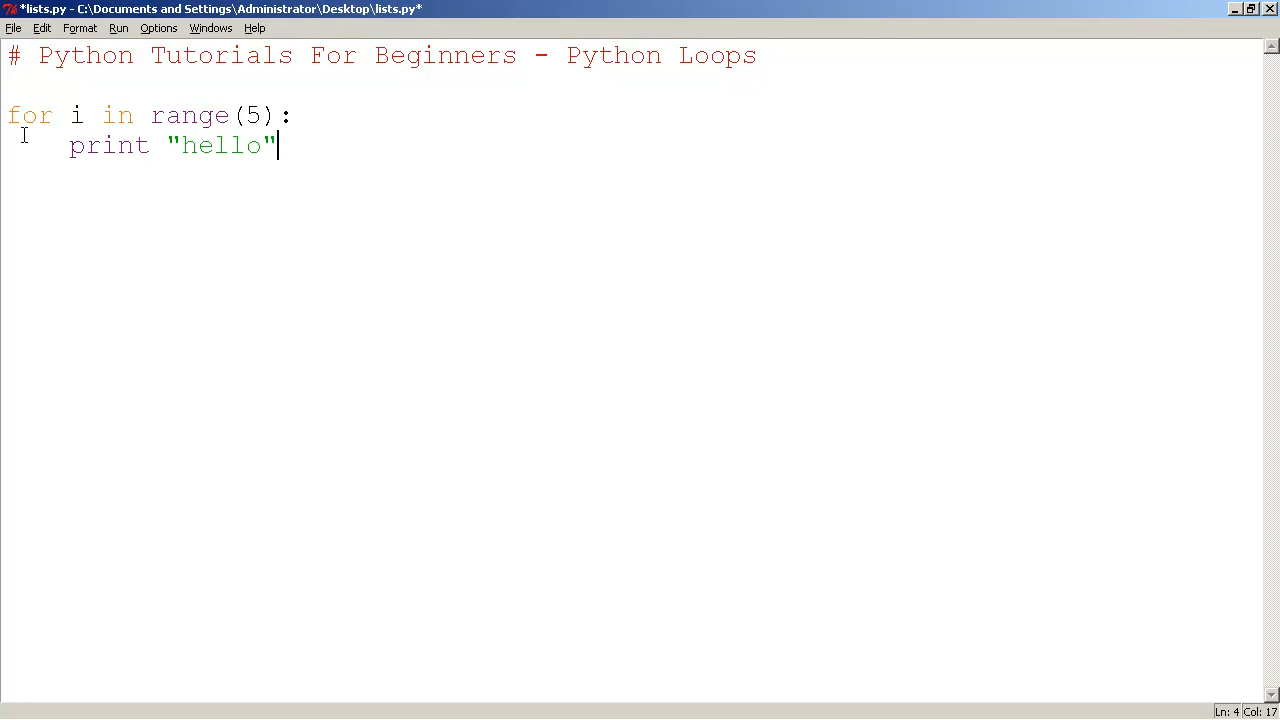 *lists.py - C:\Documents and Settings\Administrator\Desktop\lists.py*
File Edit Format Run Options Windows Help
# Python Tutorials For Beginners - Python Loops
for i in range(5):
    print "hello"
Ln: 4 Col: 17